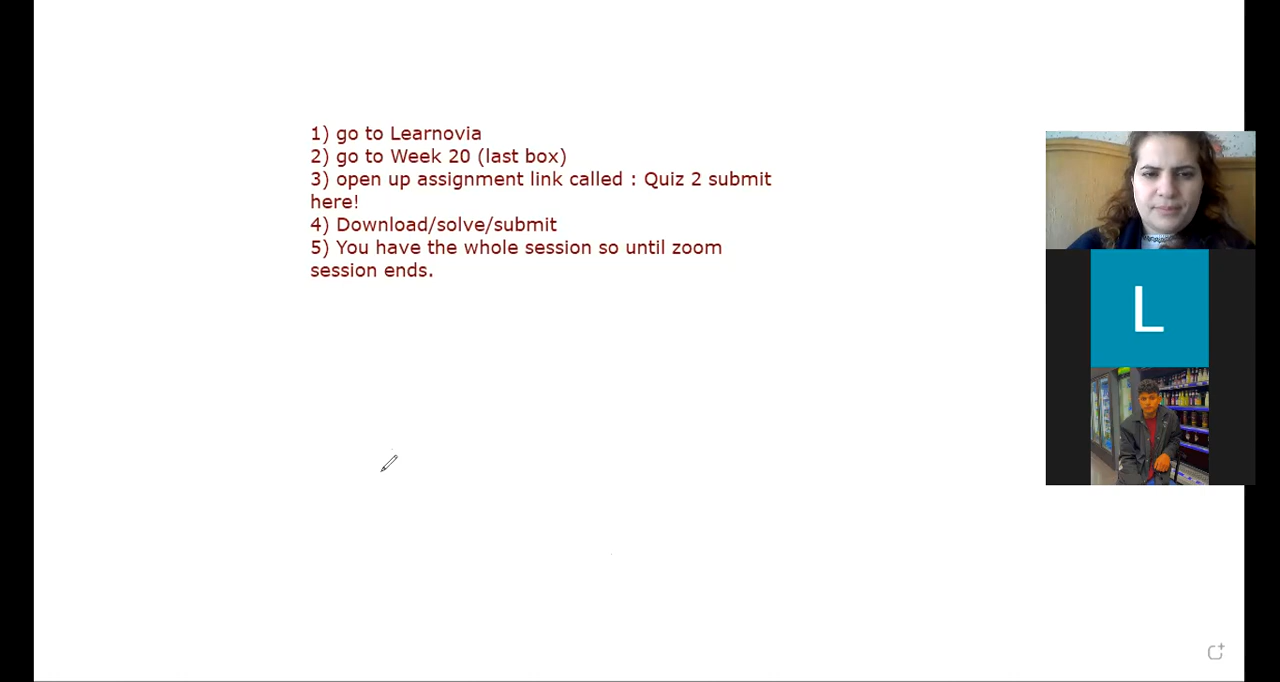 1) go to Learnovia
2) go to Week 20 (last box)
3) open up assignment link called : Quiz 2 submit
here!
4) Download/solve/submit
5) You have the whole session so until zoom
session ends.
L